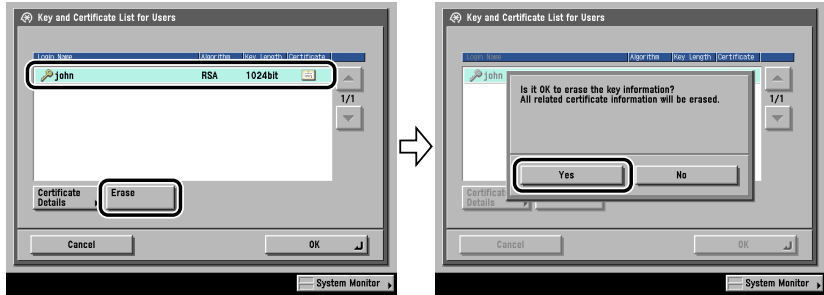 Key and Certificate List for Users
Login Name Algorithm Key Length Certificate
john RSA 1024bit
1/1
Certificate Details
Erase
Cancel OK
System Monitor
Key and Certificate List for Users
Login Name Algorithm Key Length Certificate
john
Is it OK to erase the key information?
All related certificate information will be erased.
1/1
Yes No
Certificat
Details
Cancel OK
System Monitor